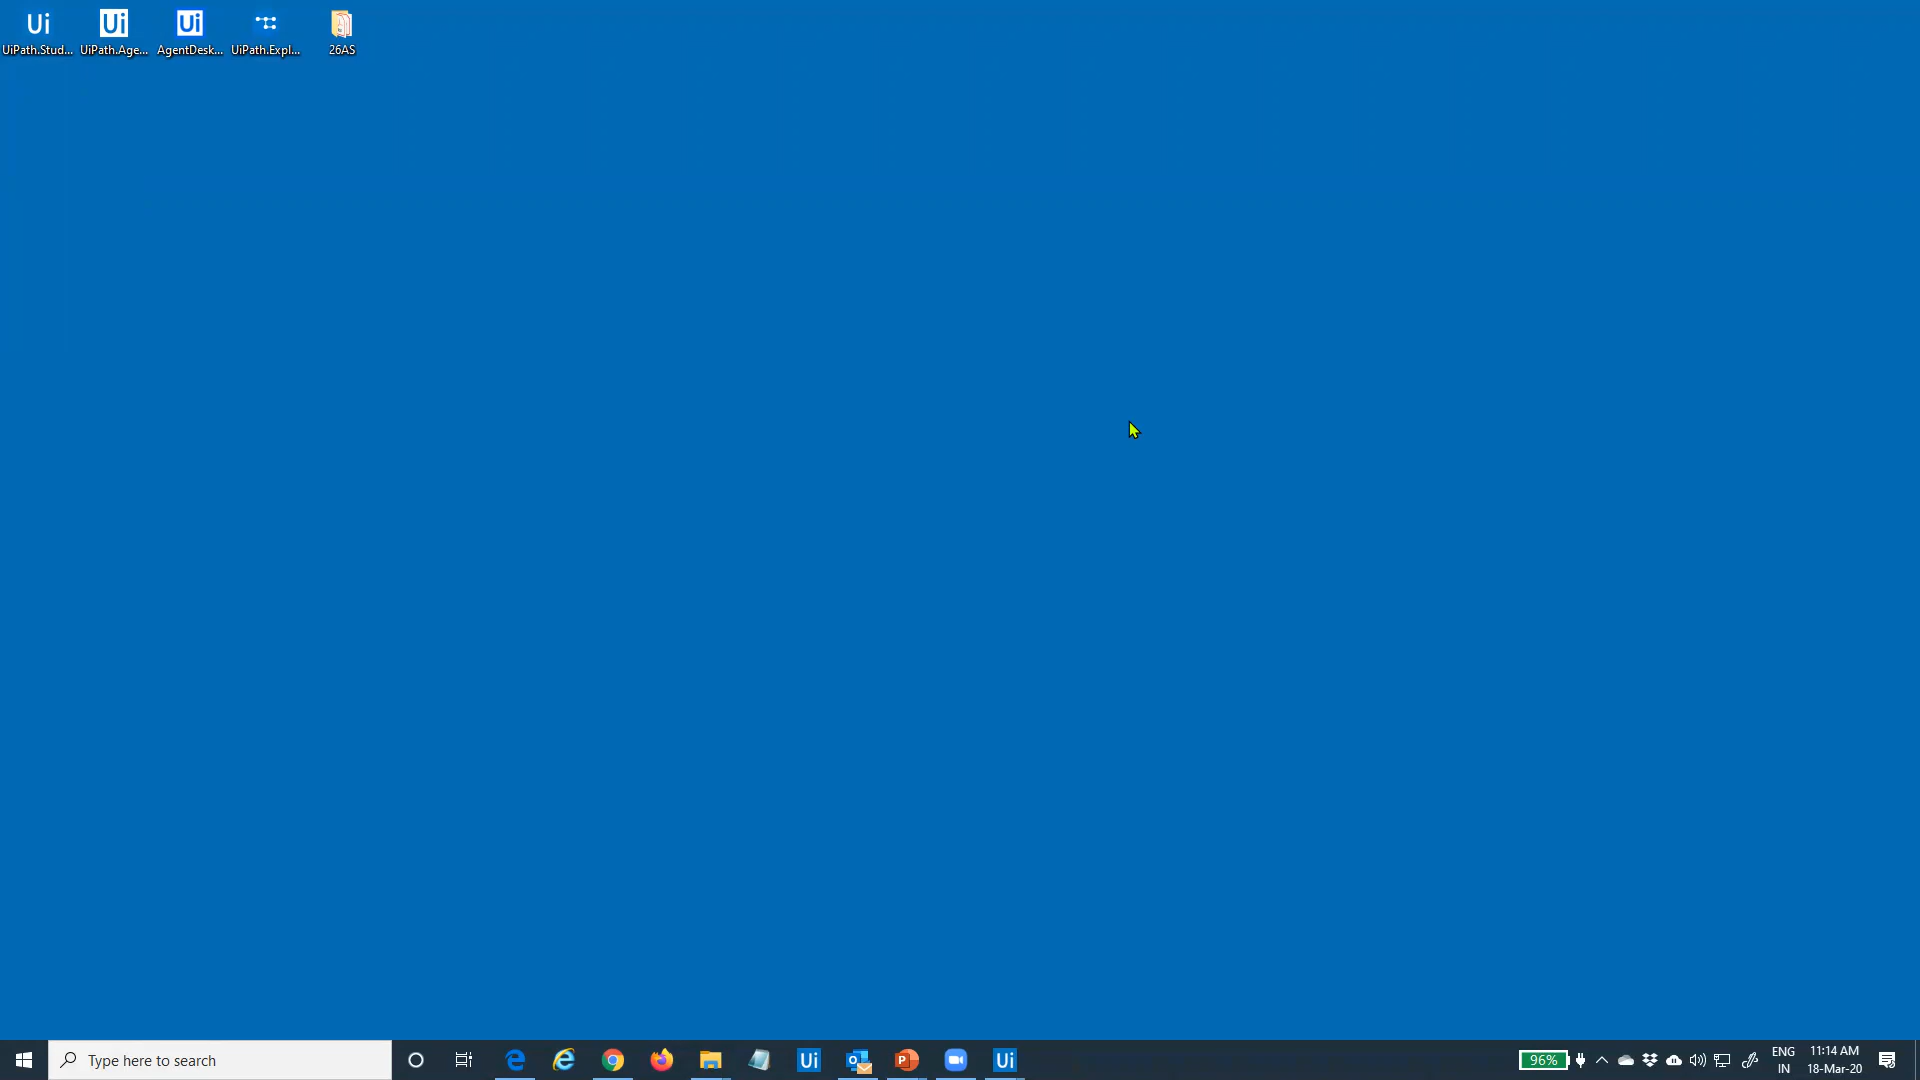 Ui Ui Ui
UiPath.Stud... UiPath.Age... AgentDesk... UiPath.Expl... 26AS
Type here to search
Ui
Ui
96%
ENG
IN
11:14 AM
18-Mar-20